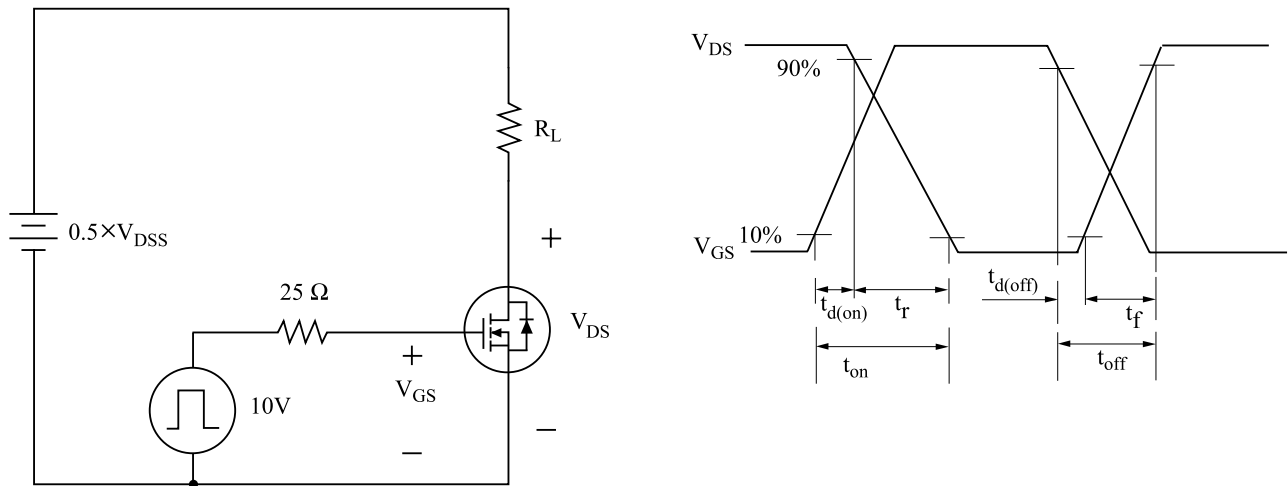 R_L
0.5×V_DSS
+
25 Ω
V_DS
+
V_GS
10V
−
−
V_DS
90%
10%
V_GS
t_d(on)
t_r
t_on
t_d(off)
t_f
t_off